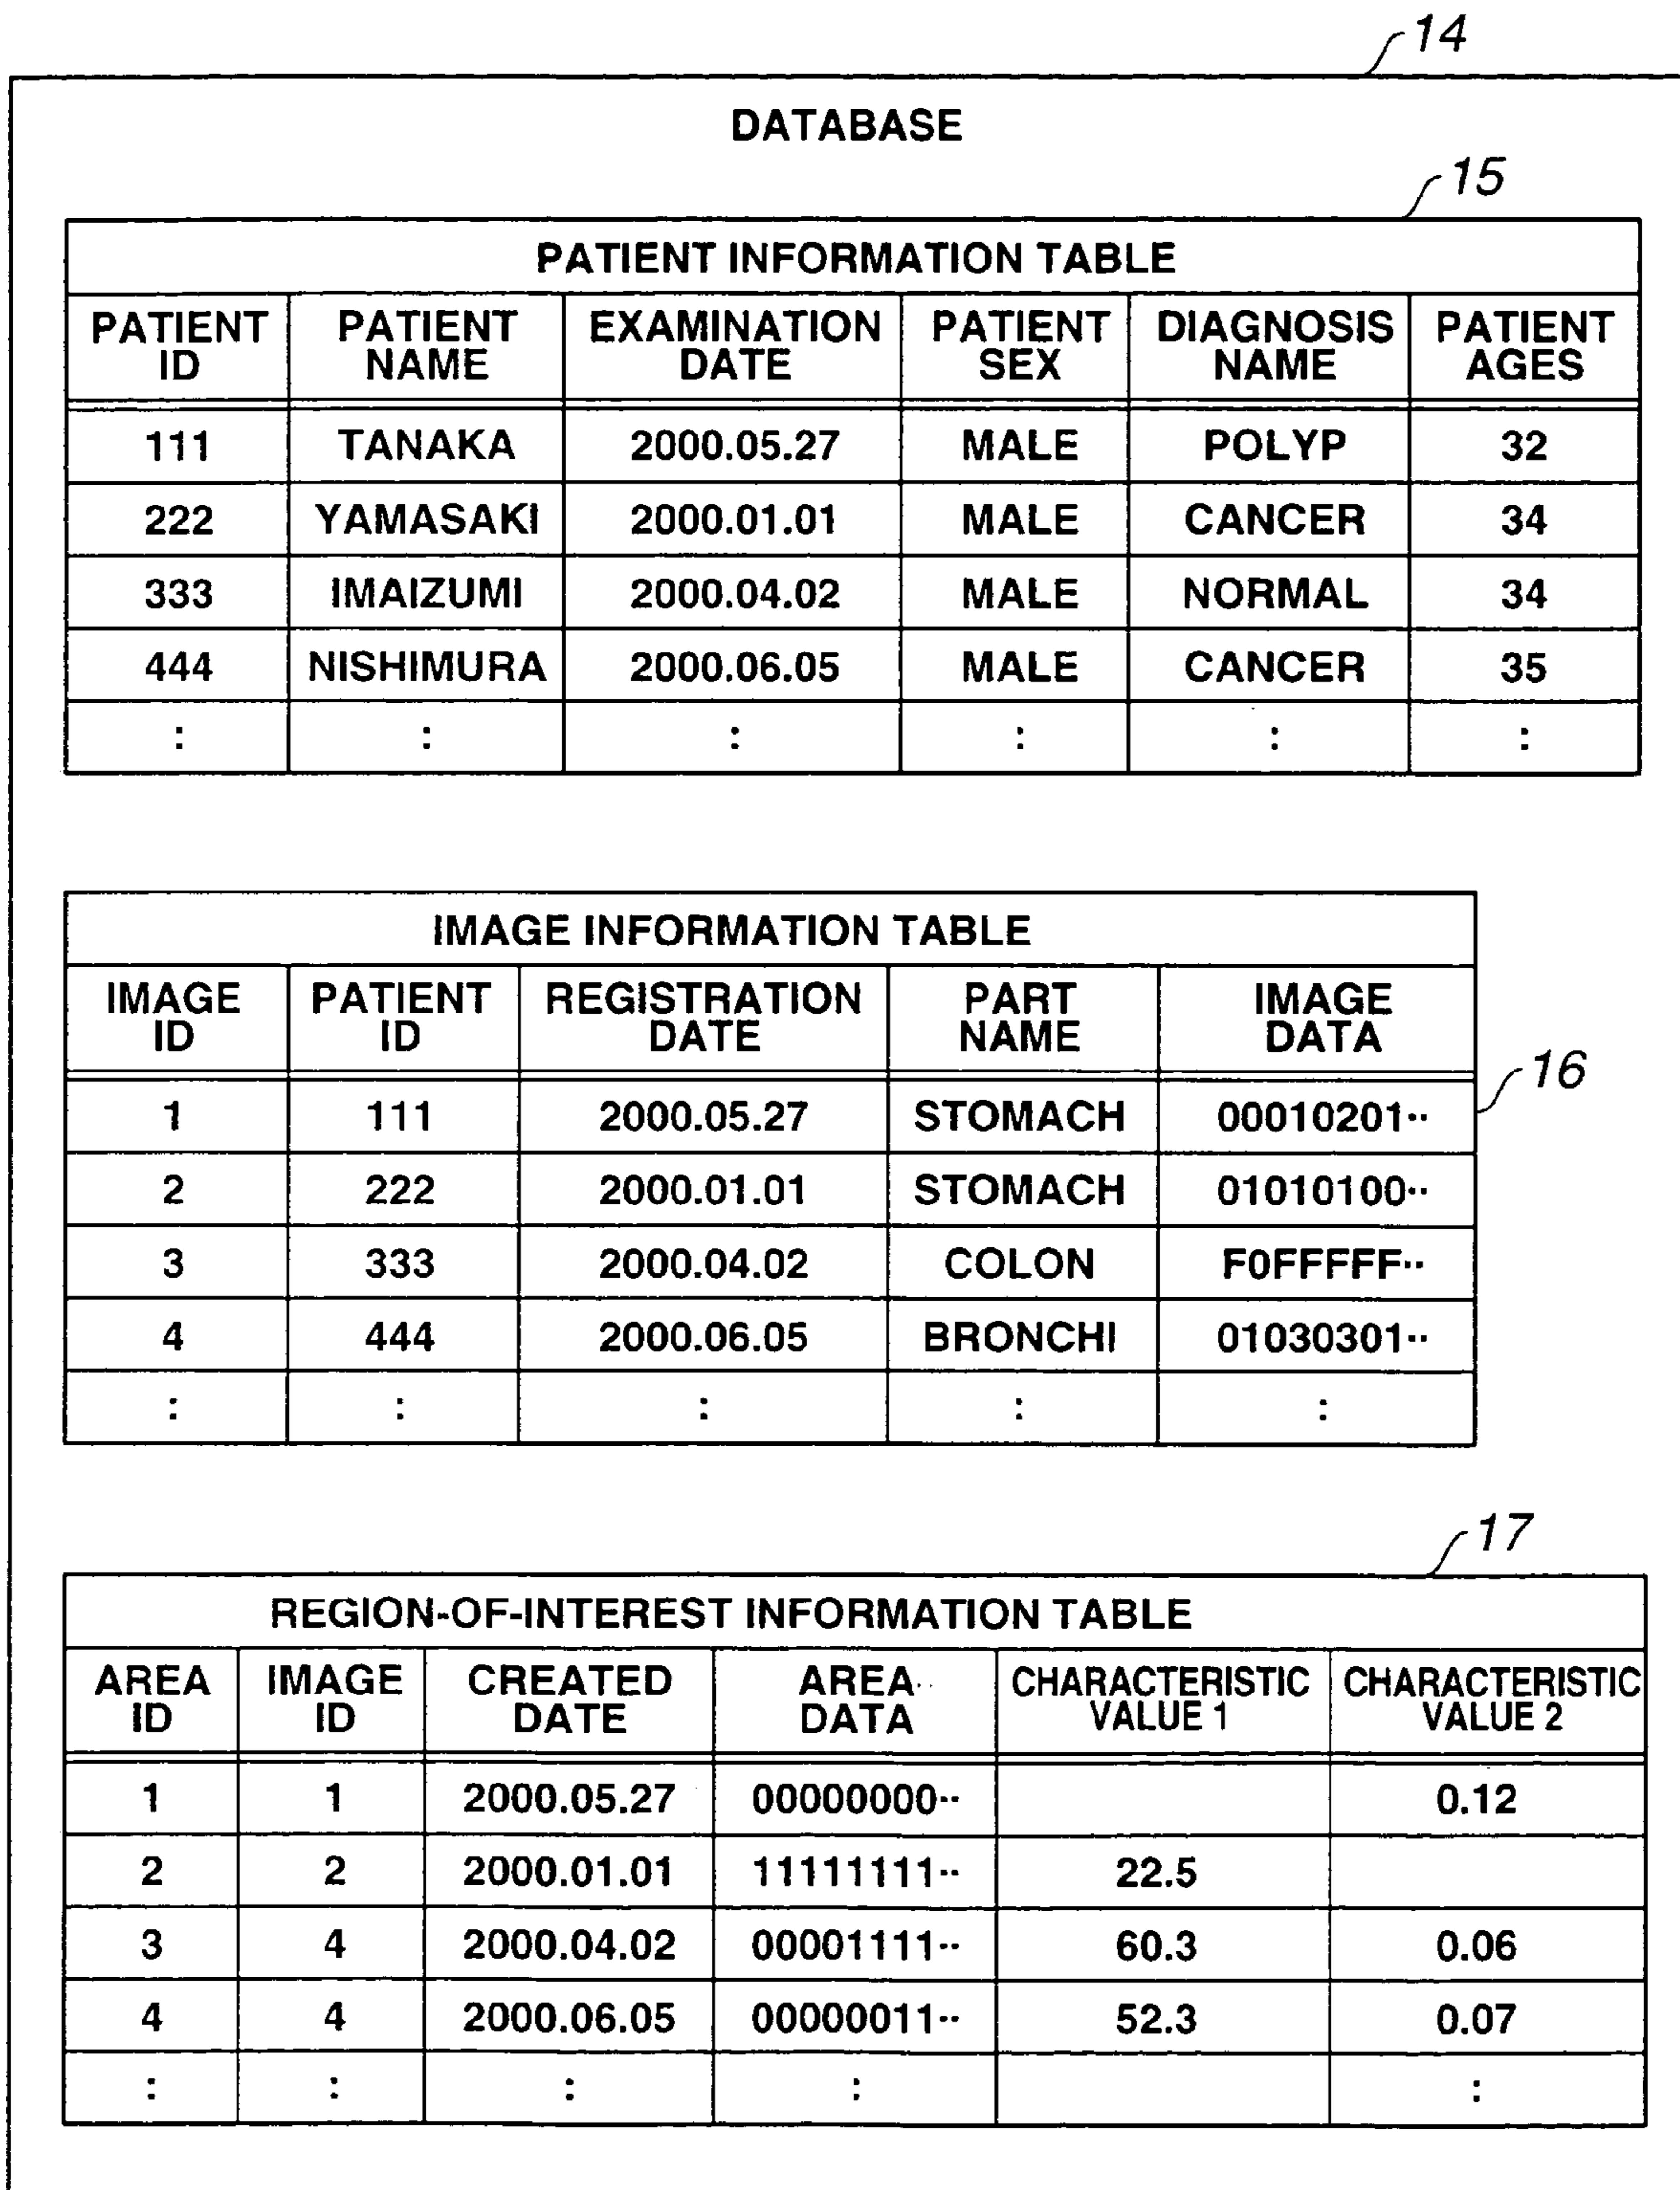 14
DATABASE
15
PATIENT INFORMATION TABLE
PATIENT ID PATIENT NAME EXAMINATION DATE PATIENT SEX DIAGNOSIS NAME PATIENT AGES
111 TANAKA 2000.05.27 MALE POLYP 32
222 YAMASAKI 2000.01.01 MALE CANCER 34
333 IMAIZUMI 2000.04.02 MALE NORMAL 34
444 NISHIMURA 2000.06.05 MALE CANCER 35
: : : : : :
IMAGE INFORMATION TABLE
IMAGE ID PATIENT ID REGISTRATION DATE PART NAME IMAGE DATA
16
1 111 2000.05.27 STOMACH 00010201··
2 222 2000.01.01 STOMACH 01010100··
3 333 2000.04.02 COLON F0FFFFF··
4 444 2000.06.05 BRONCHI 01030301··
: : : : :
17
REGION-OF-INTEREST INFORMATION TABLE
AREA ID IMAGE ID CREATED DATE AREA DATA CHARACTERISTIC VALUE 1 CHARACTERISTIC VALUE 2
1 1 2000.05.27 00000000·· 0.12
2 2 2000.01.01 11111111·· 22.5
3 4 2000.04.02 00001111·· 60.3 0.06
4 4 2000.06.05 00000011·· 52.3 0.07
: : : : :